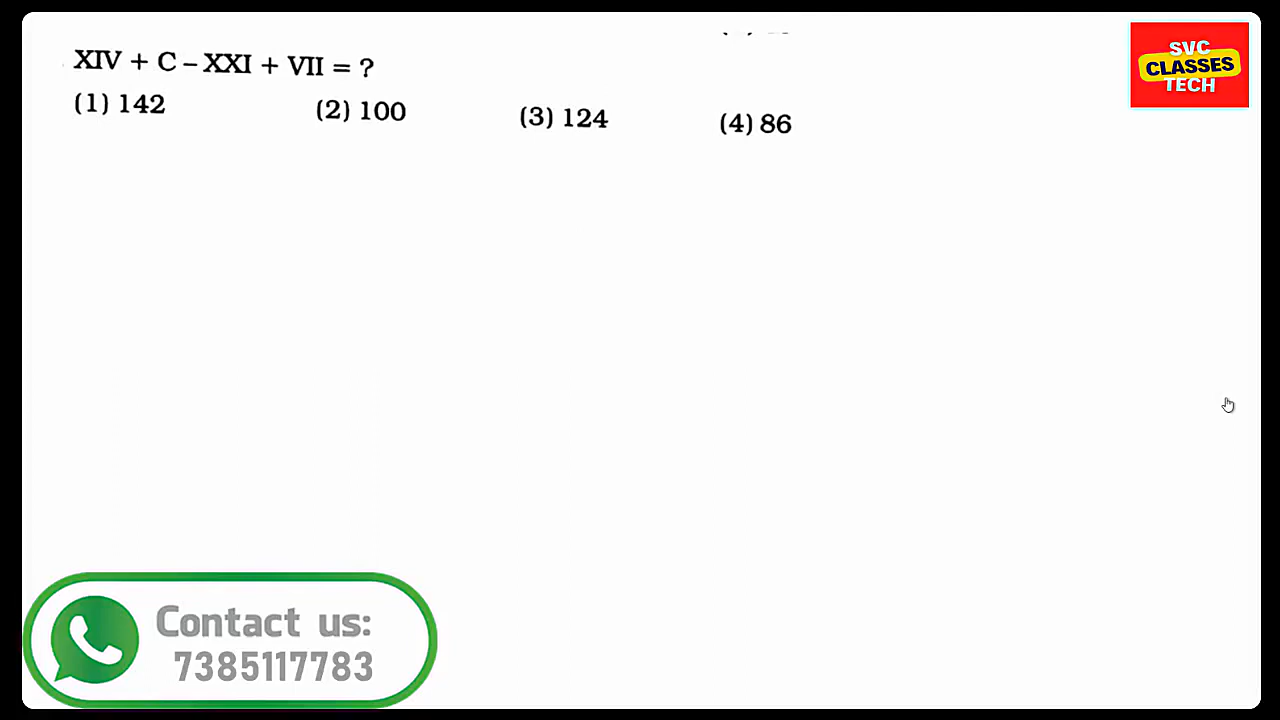 XIV + C – XXI + VII = ?
(1) 142 (2) 100 (3) 124 (4) 86
SVC
CLASSES
TECH
Contact us:
7385117783